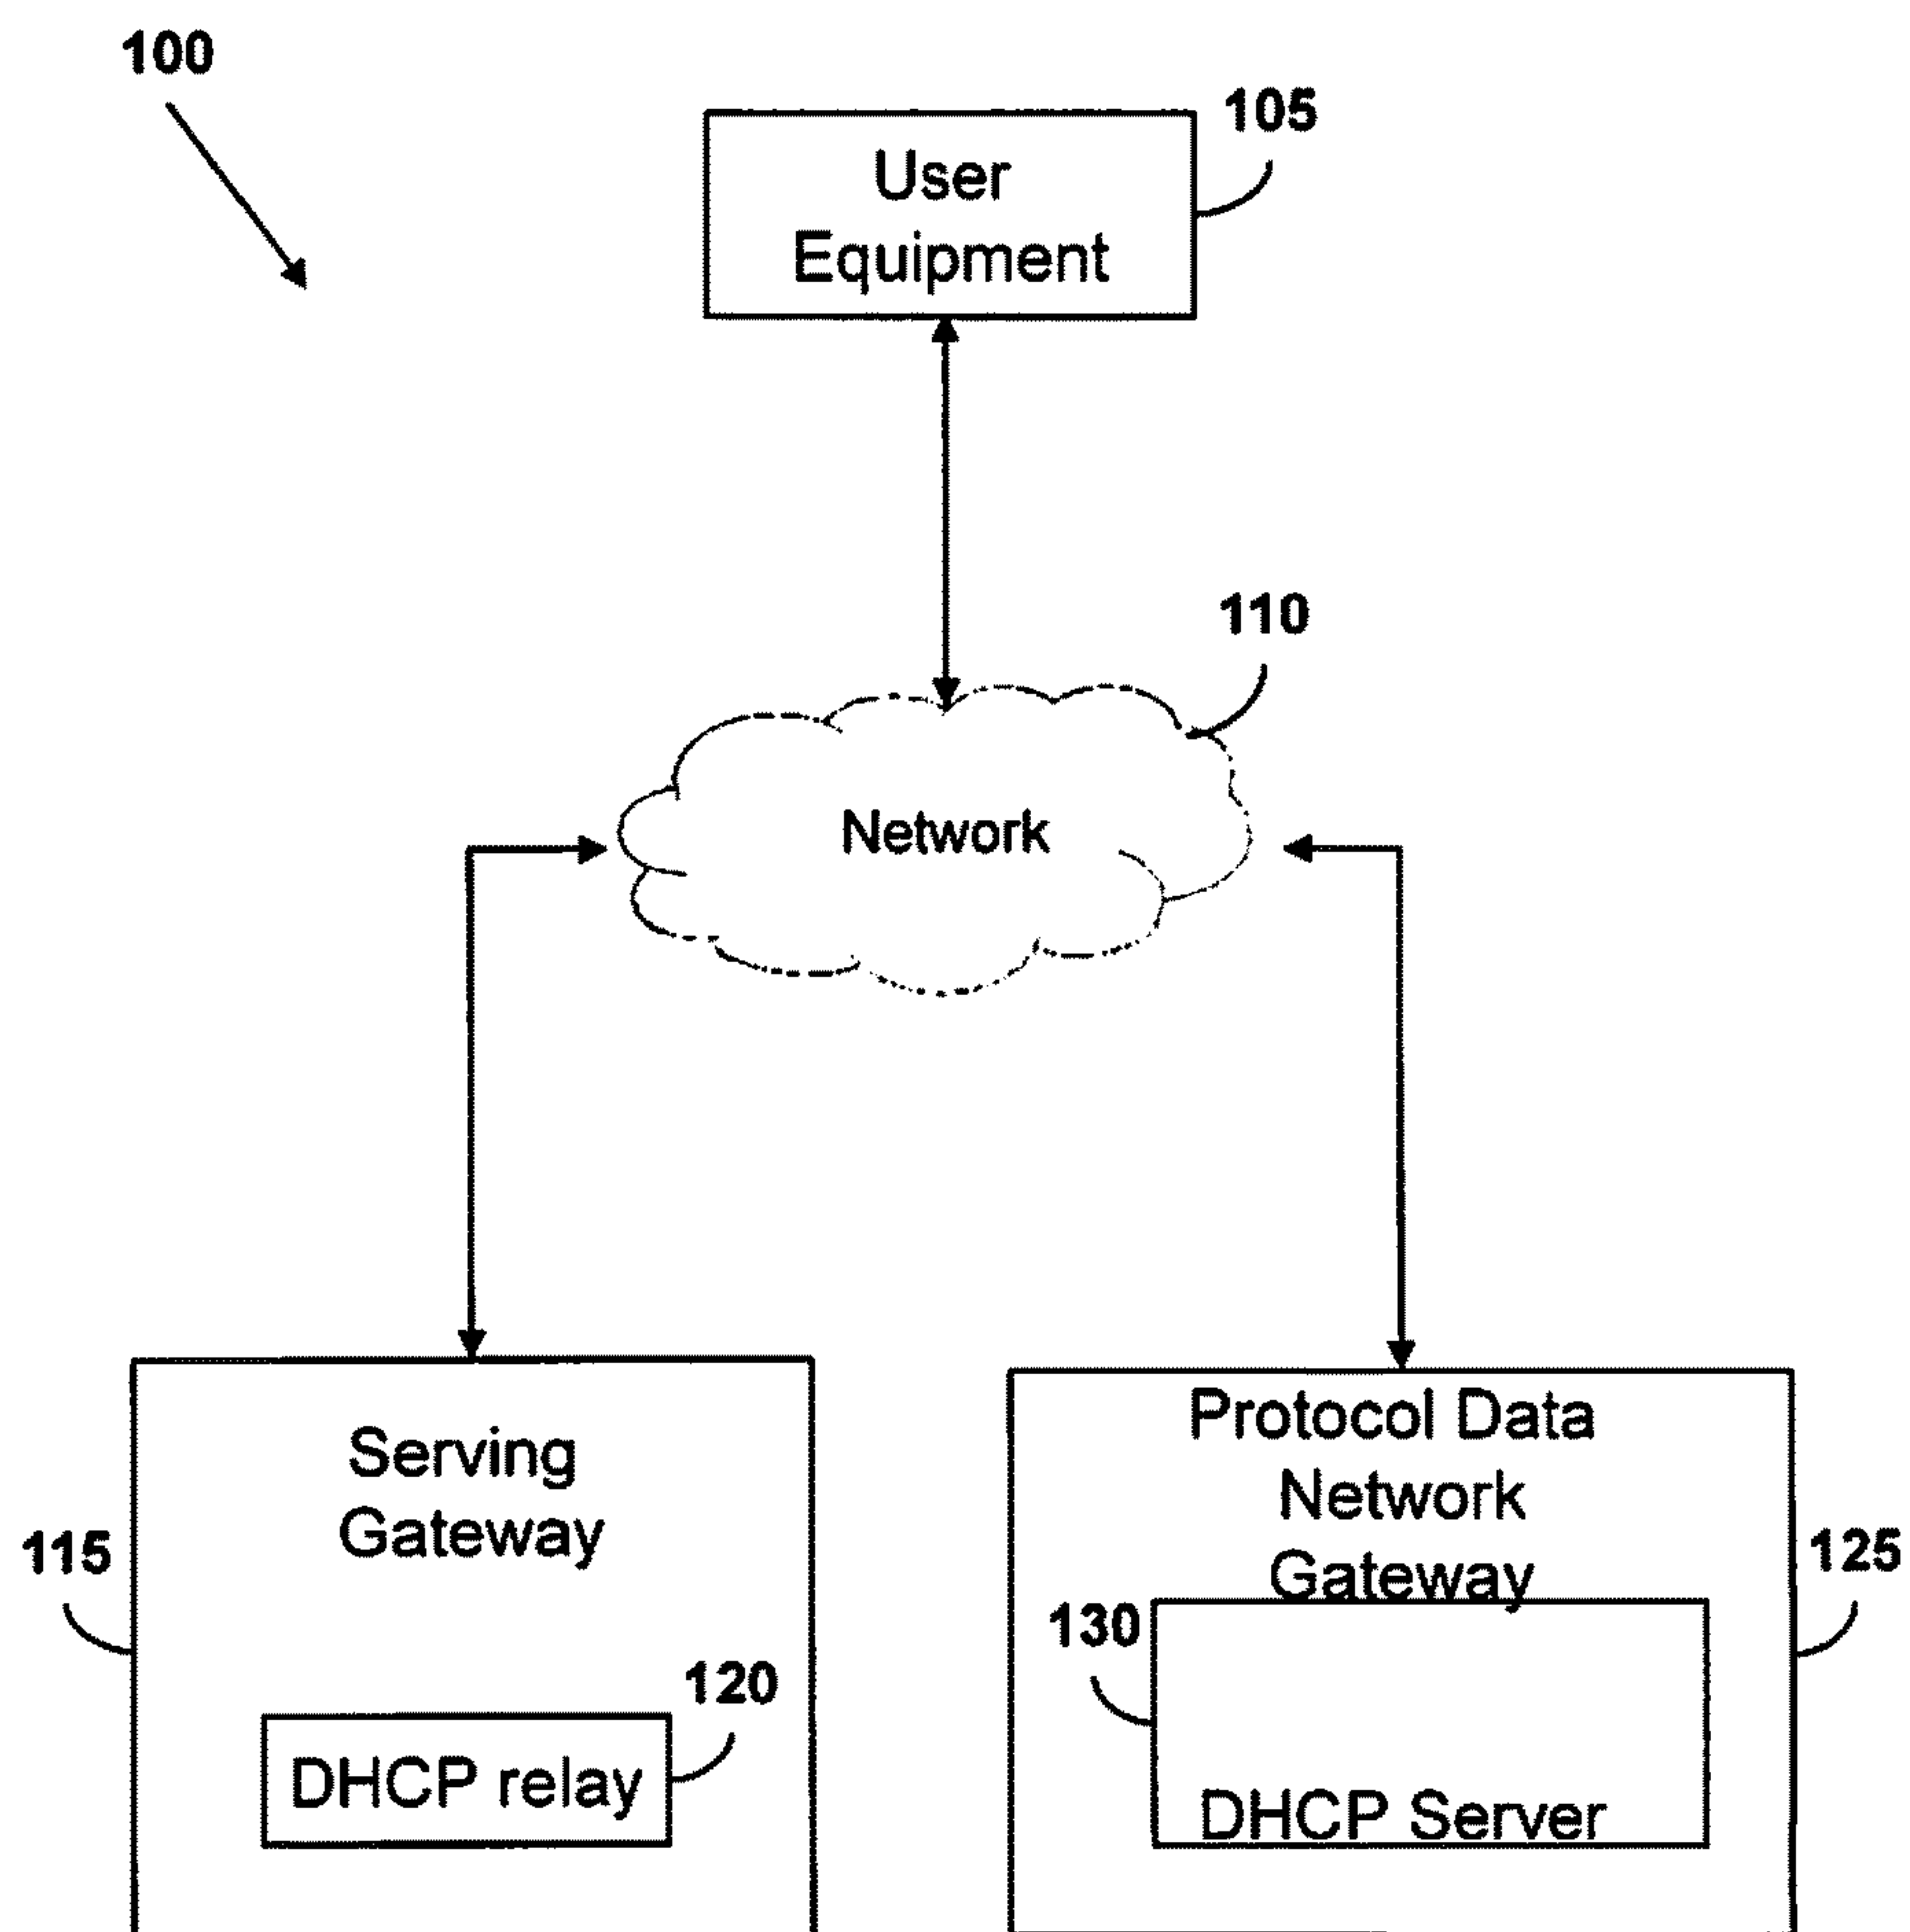 100
105
User
Equipment
110
Network
Serving
Gateway
115
120
DHCP relay
Protocol Data
Network
Gateway
125
130
DHCP Server